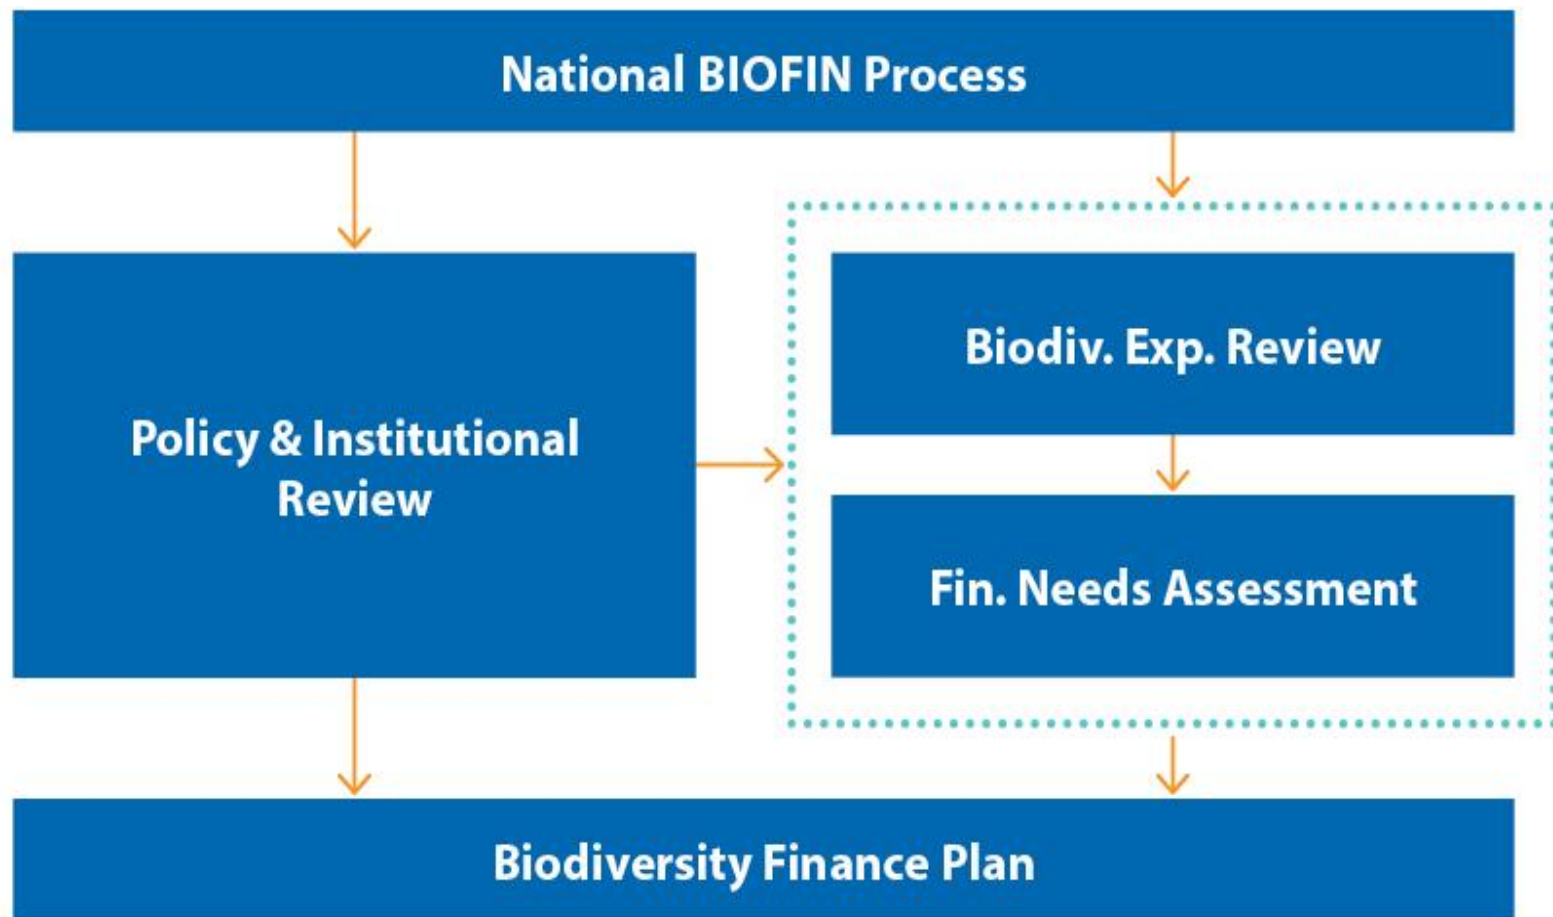 National BIOFIN Process
Policy & Institutional
Review
Biodiv. Exp. Review
Fin. Needs Assessment
Biodiversity Finance Plan